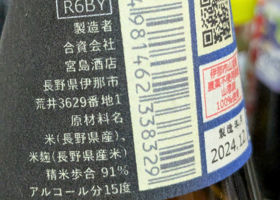 R6BY
製造者
合資会社
宮島酒店
長野県伊那市
荒井3629番地1
原材料名
米(長野県産)、
米麹(長野県産米)
精米歩合 91%
アルコール分15度
4981462338329
100%
製造年月
2024.12